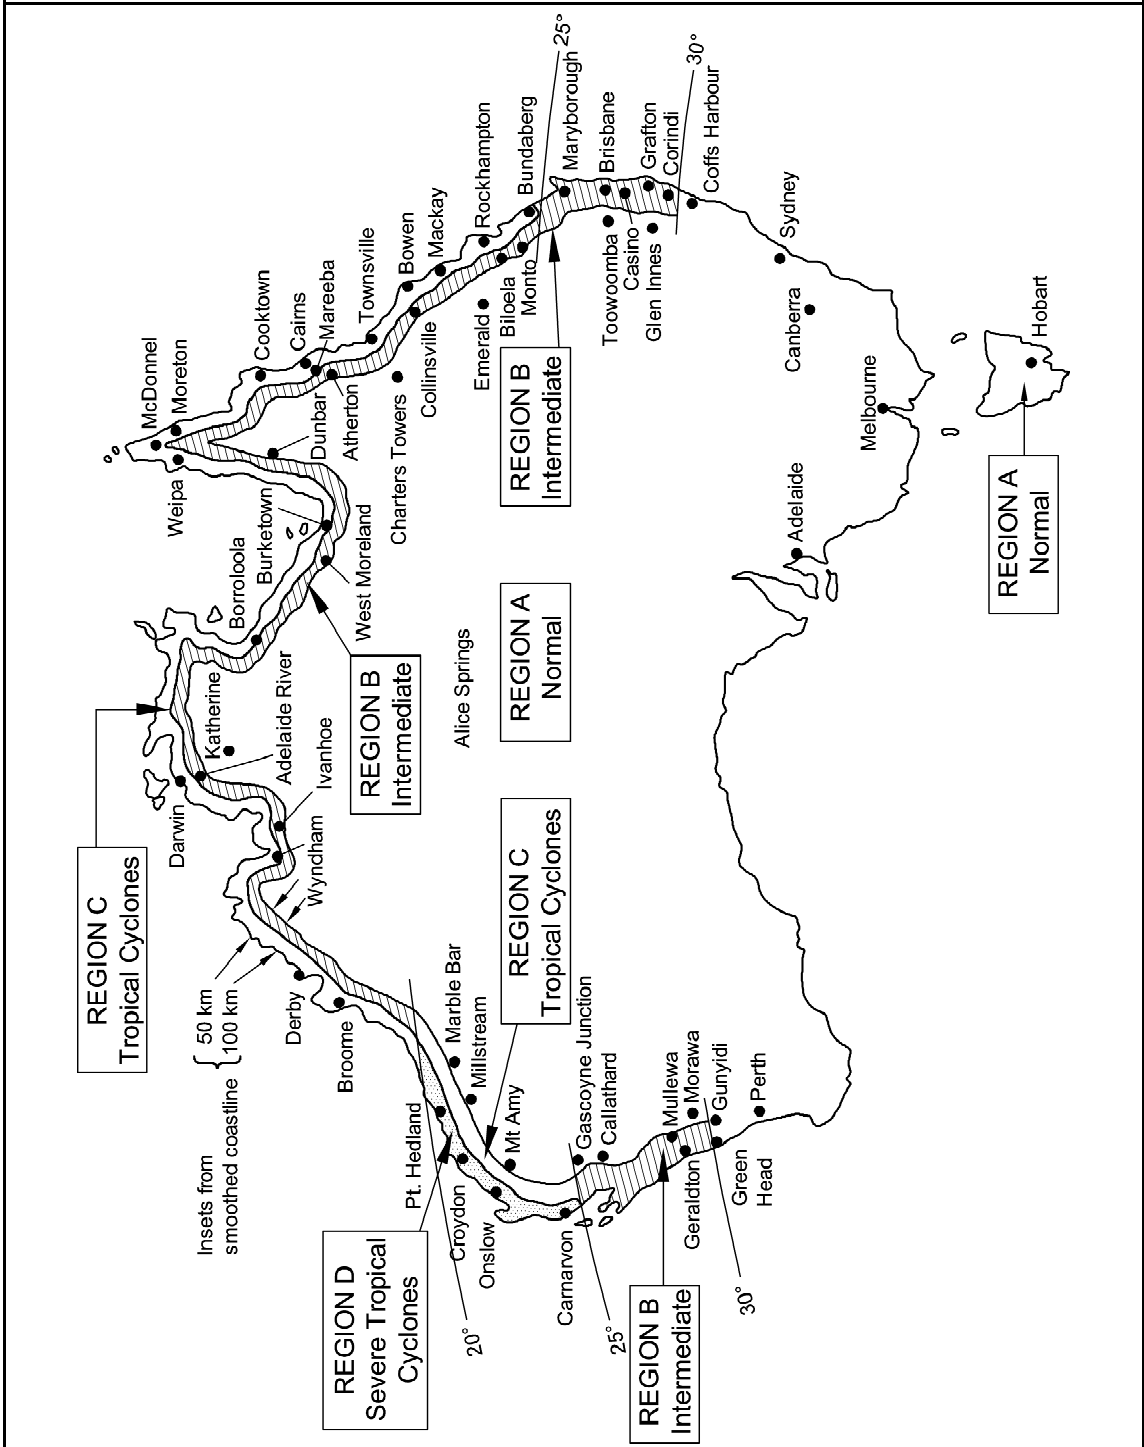 McDonnel
Moreton
Weipa
Cooktown
Cairns
Mareeba
Dunbar
Atherton
Townsville
Charters Towers
Bowen
Collinsville
Mackay
Rockhampton
Emerald
Biloela
Monto
Bundaberg
25°
Maryborough
Brisbane
Toowoomba
Casino
Glen Innes
Grafton
Corindi
30°
Coffs Harbour
Sydney
Canberra
Melbourne
Hobart
Adelaide
REGION B
Intermediate
REGION A
Normal
REGION A
Normal
Alice Springs
Burketown
West Moreland
Borroloola
REGION B
Intermediate
Katherine
Adelaide River
Ivanhoe
Darwin
Wyndham
REGION C
Tropical Cyclones
REGION C
Tropical Cyclones
Insets from
smoothed coastline
50 km
100 km
Derby
Broome
Marble Bar
Millstream
Mt Amy
Gascoyne Junction
Callathard
Mullewa
Morawa
Gunyidi
Perth
Pt. Hedland
Croydon
Onslow
Carnarvon
Geraldton
Green
Head
REGION D
Severe Tropical
Cyclones
20°
25°
30°
REGION B
Intermediate